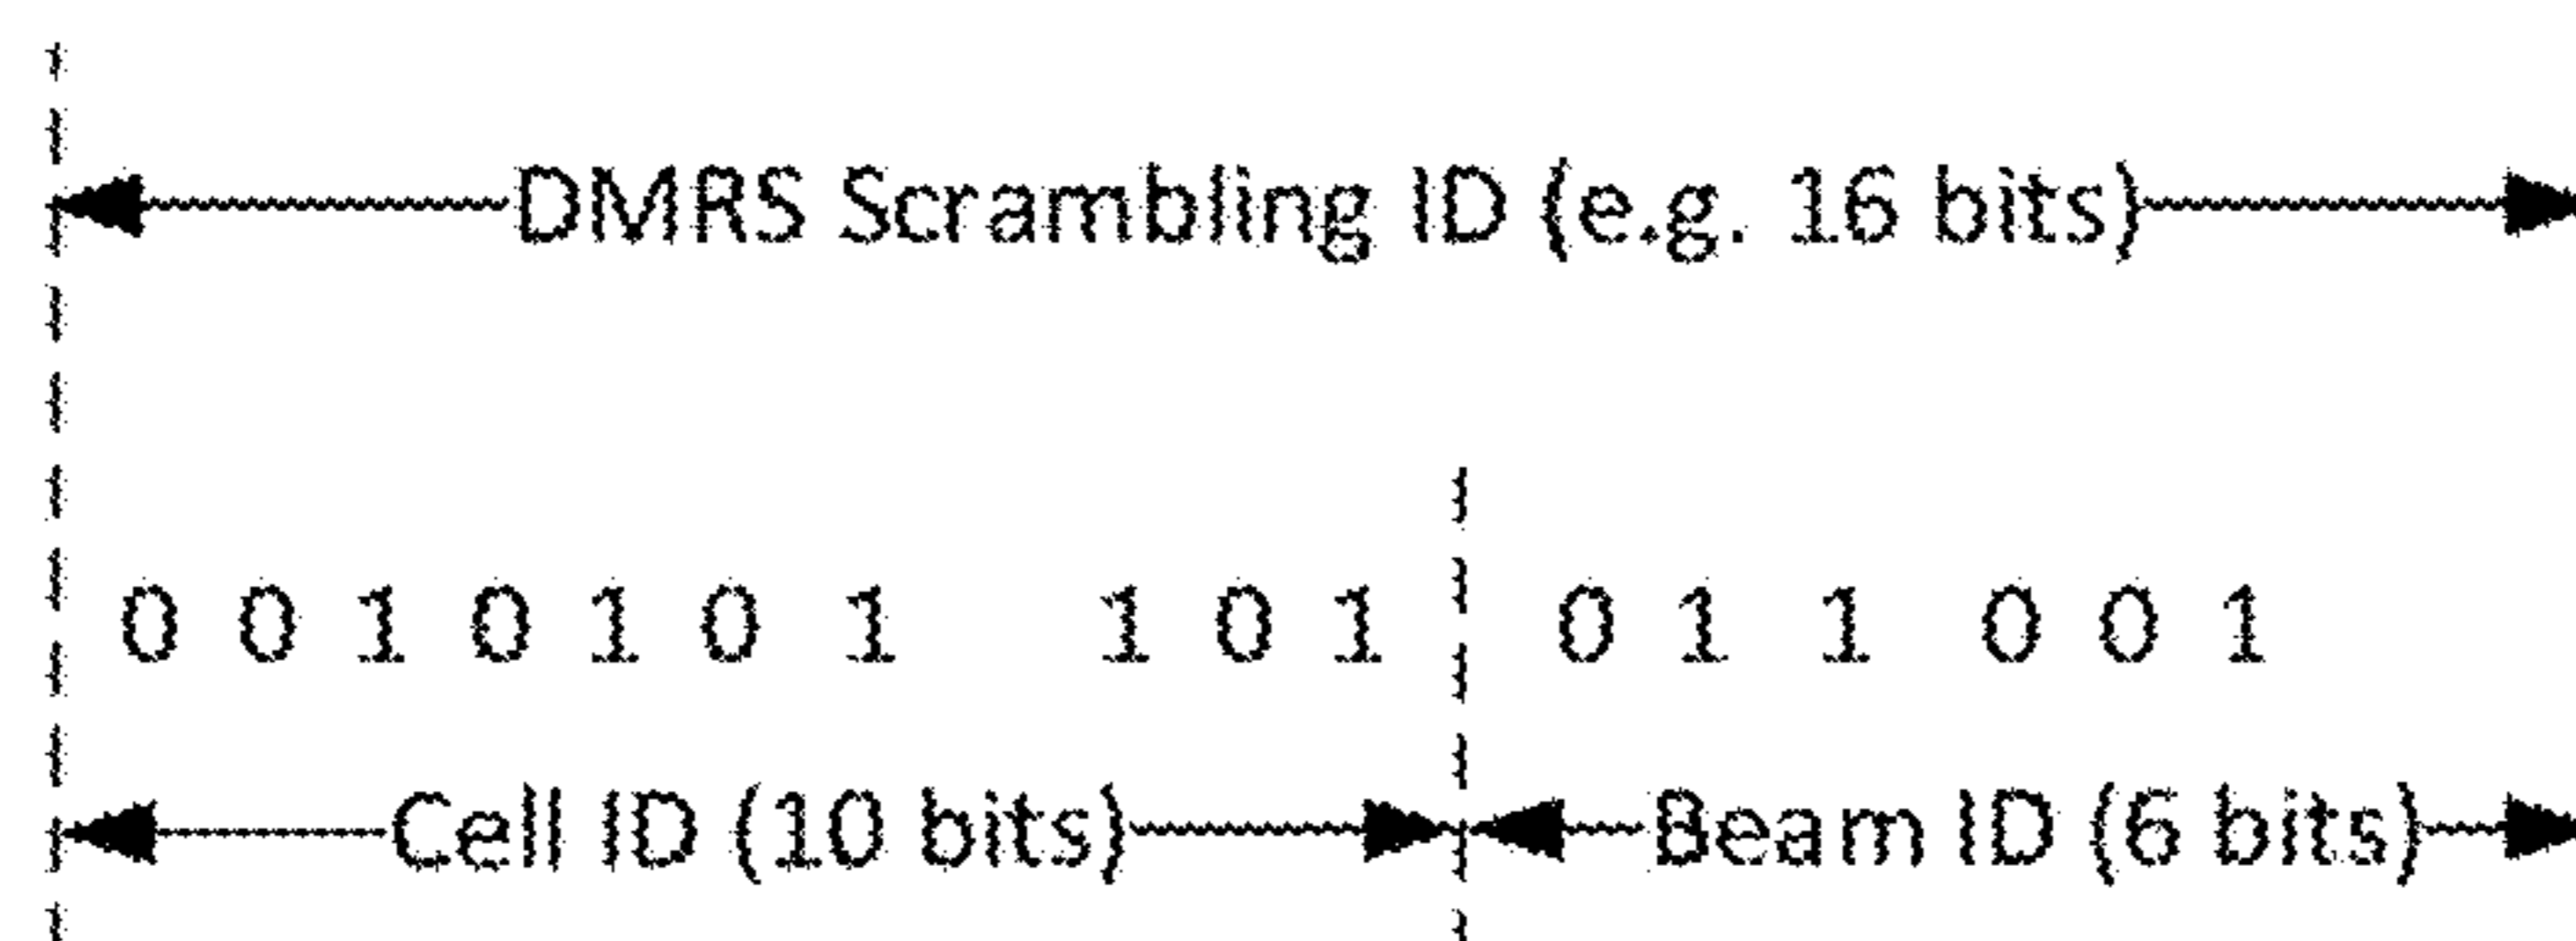 DMRS Scrambling ID (e.g. 16 bits)
0 0 1 0 1 0 1 1 0 1 0 1 1 0 0 1
Cell ID (10 bits) Beam ID (6 bits)